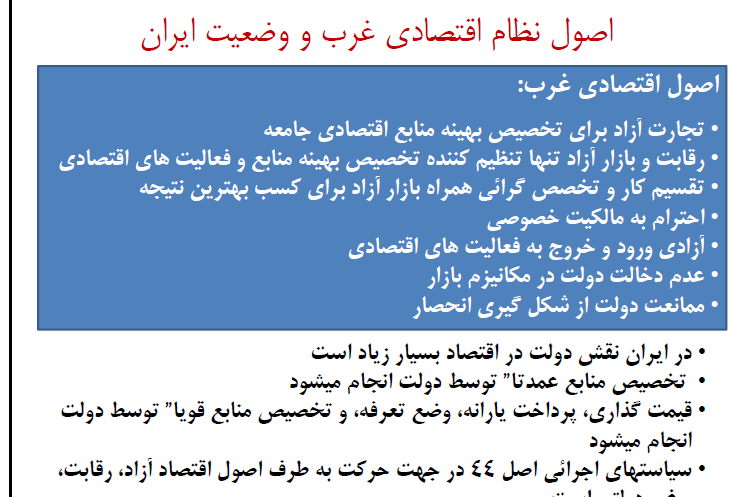 اصول نظام اقتصادی غرب و وضعیت ایران
اصول اقتصادی غرب:
• تجارت آزاد برای تخصیص بهینه منابع اقتصادی جامعه
• رقابت و بازار آزاد تنها تنظیم کننده تخصیص بهینه منابع و فعالیت های اقتصادی
• تقسیم کار و تخصص گرائی همراه بازار آزاد برای کسب بهترین نتیجه
• احترام به مالکیت خصوصی
• آزادی ورود و خروج به فعالیت های اقتصادی
• عدم دخالت دولت در مکانیزم بازار
• ممانعت دولت از شکل گیری انحصار
• در ایران نقش دولت در اقتصاد بسیار زیاد است
• تخصیص منابع عمدتا" توسط دولت انجام میشود
• قیمت گذاری، پرداخت یارانه، وضع تعرفه، و تخصیص منابع قویا" توسط دولت
انجام میشود
• سیاستهای اجرائی اصل ٤٤ در جهت حرکت به طرف اصول اقتصاد آزاد، رقابت،